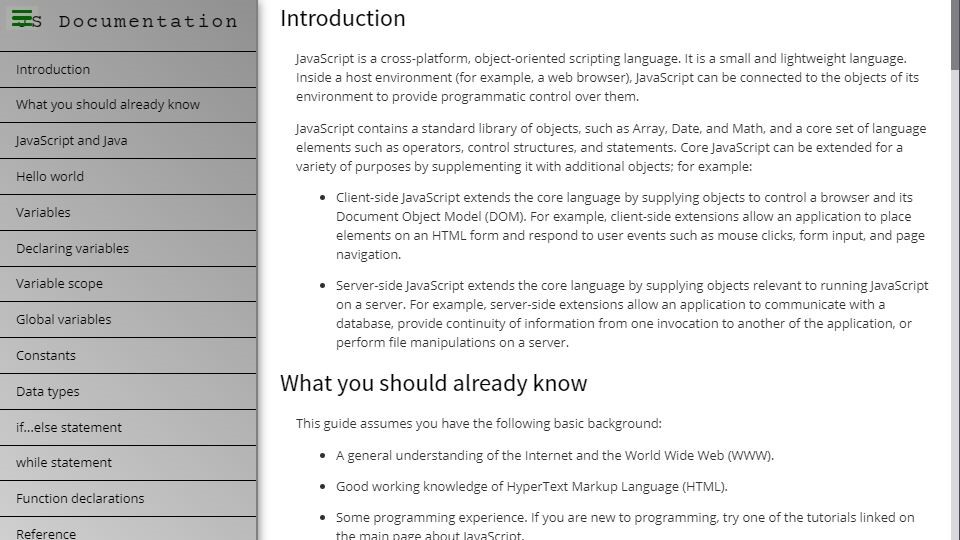 JS Documentation
Introduction
What you should already know
JavaScript and Java
Hello world
Variables
Declaring variables
Variable scope
Global variables
Constants
Data types
if...else statement
while statement
Function declarations
Reference
Introduction
JavaScript is a cross-platform, object-oriented scripting language. It is a small and lightweight language.
Inside a host environment (for example, a web browser), JavaScript can be connected to the objects of its
environment to provide programmatic control over them.
JavaScript contains a standard library of objects, such as Array, Date, and Math, and a core set of language
elements such as operators, control structures, and statements. Core JavaScript can be extended for a
variety of purposes by supplementing it with additional objects; for example:
• Client-side JavaScript extends the core language by supplying objects to control a browser and its
Document Object Model (DOM). For example, client-side extensions allow an application to place
elements on an HTML form and respond to user events such as mouse clicks, form input, and page
navigation.
• Server-side JavaScript extends the core language by supplying objects relevant to running JavaScript
on a server. For example, server-side extensions allow an application to communicate with a
database, provide continuity of information from one invocation to another of the application, or
perform file manipulations on a server.
What you should already know
This guide assumes you have the following basic background:
• A general understanding of the Internet and the World Wide Web (WWW).
• Good working knowledge of HyperText Markup Language (HTML).
• Some programming experience. If you are new to programming, try one of the tutorials linked on
the main page about JavaScript.